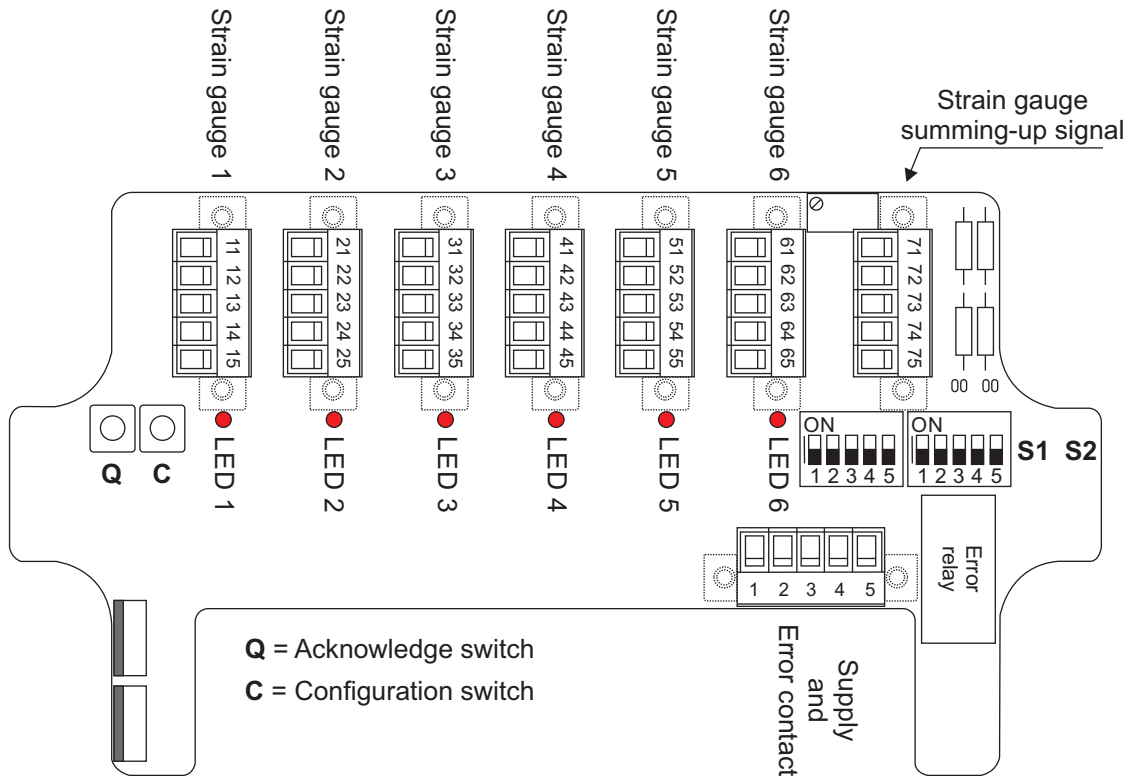 Strain gauge 1
Strain gauge 2
Strain gauge 3
Strain gauge 4
Strain gauge 5
Strain gauge 6
Strain gauge
summing-up signal
11 12 13 14 15
21 22 23 24 25
31 32 33 34 35
41 42 43 44 45
51 52 53 54 55
61 62 63 64 65
71 72 73 74 75
Q
C
LED 1
LED 2
LED 3
LED 4
LED 5
LED 6
ON
1 2 3 4 5
ON
1 2 3 4 5
S1 S2
Error
relay
1 2 3 4 5
Supply
and
Error contact
Q = Acknowledge switch
C = Configuration switch